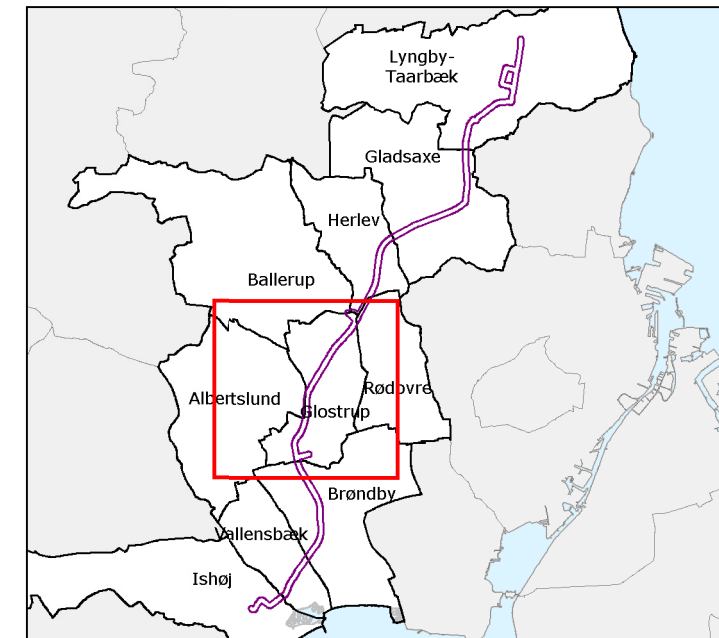 Lyngby-
Taarbæk
Gladsaxe
Herlev
Ballerup
Albertslund
Rødovre
Glostrup
Brøndby
Vallensbæk
Ishøj